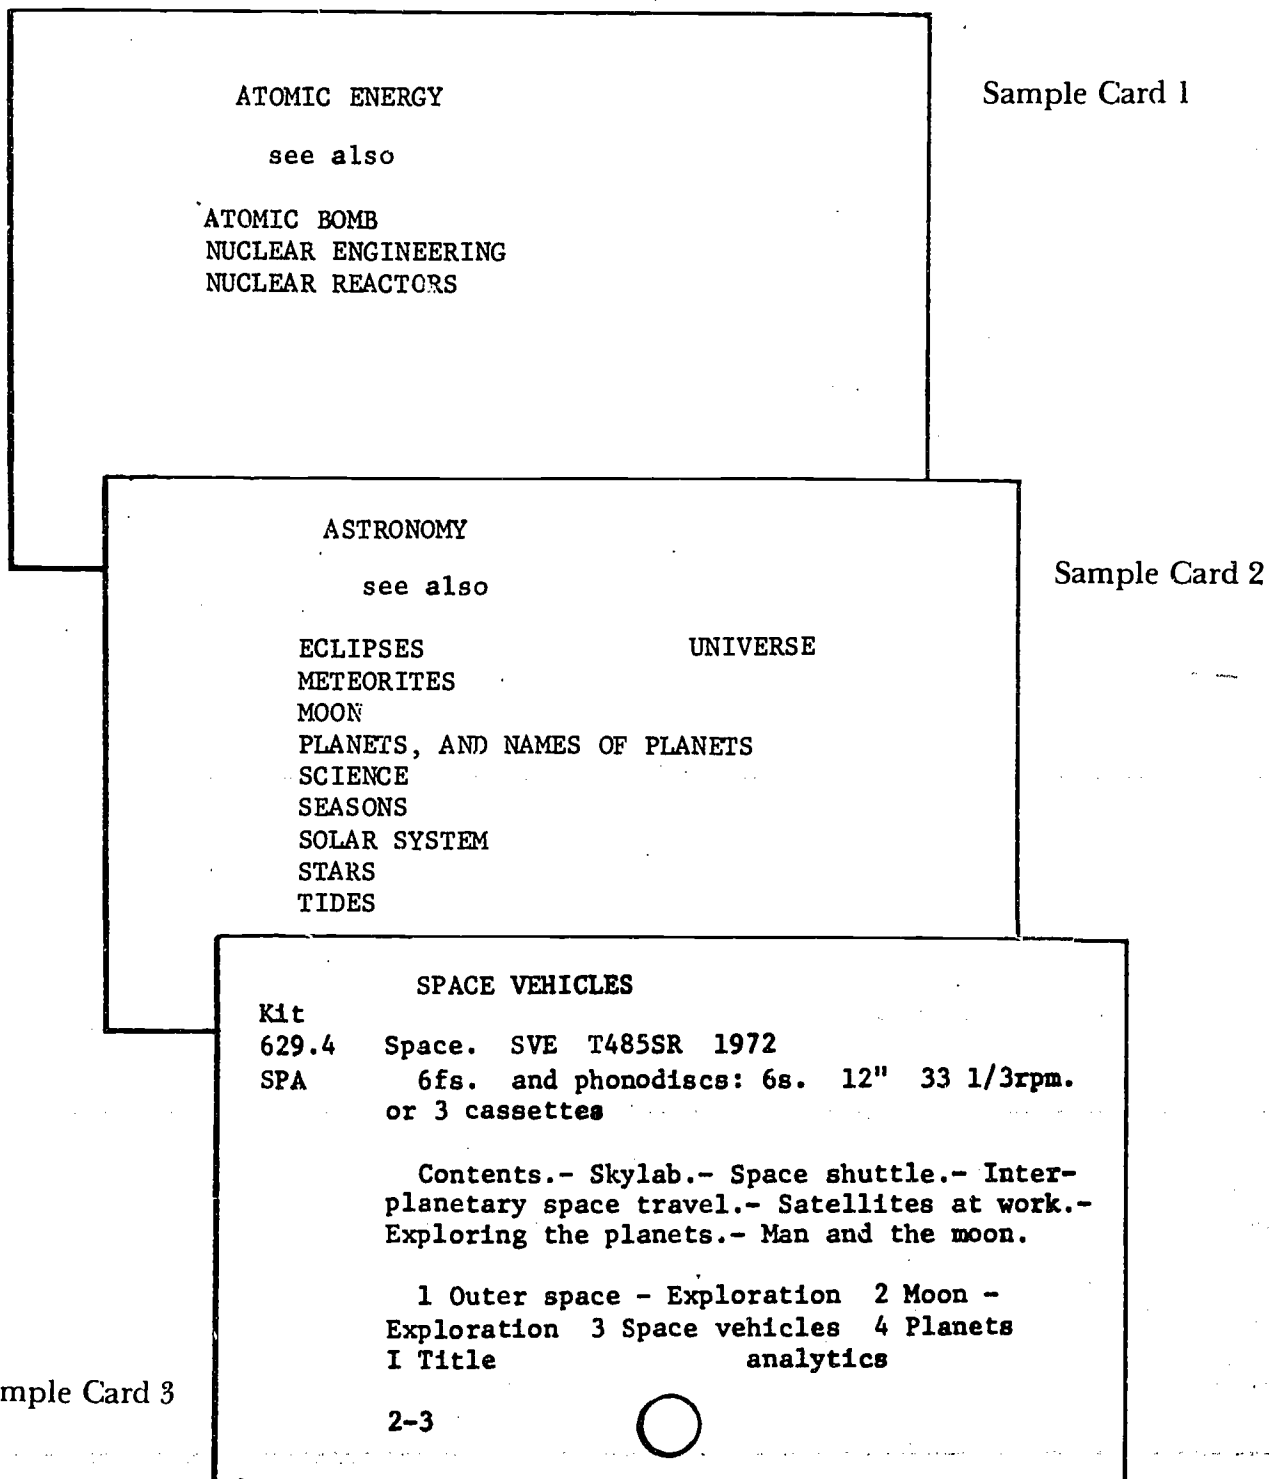 Sample Card 1
ATOMIC ENERGY
see also
ATOMIC BOMB
NUCLEAR ENGINEERING
NUCLEAR REACTORS
Sample Card 2
ASTRONOMY
see also
ECLIPSES UNIVERSE
METEORITES
MOON
PLANETS, AND NAMES OF PLANETS
SCIENCE
SEASONS
SOLAR SYSTEM
STARS
TIDES
SPACE VEHICLES
Kit
629.4 Space. SVE T485SR 1972
SPA 6fs. and phonodiscs: 6s. 12" 33 1/3rpm.
or 3 cassettes
Contents.- Skylab.- Space shuttle.- Inter-
planetary space travel.- Satellites at work.-
Exploring the planets.- Man and the moon.
1 Outer space - Exploration 2 Moon -
Exploration 3 Space vehicles 4 Planets
I Title analytics
mple Card 3
2-3